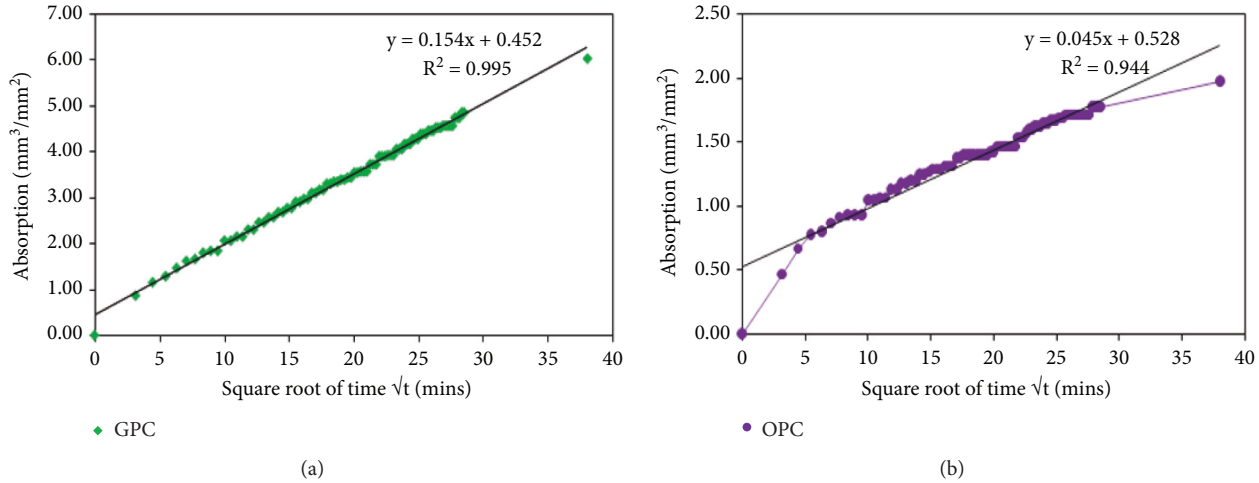 7.00
6.00
5.00
4.00
3.00
2.00
1.00
0.00
Absorption (mm³/mm²)
y = 0.154x + 0.452
R² = 0.995
0 5 10 15 20 25 30 35 40
Square root of time √t (mins)
GPC
(a)
2.50
2.00
1.50
1.00
0.50
0.00
Absorption (mm³/mm²)
y = 0.045x + 0.528
R² = 0.944
0 5 10 15 20 25 30 35 40
Square root of time √t (mins)
OPC
(b)